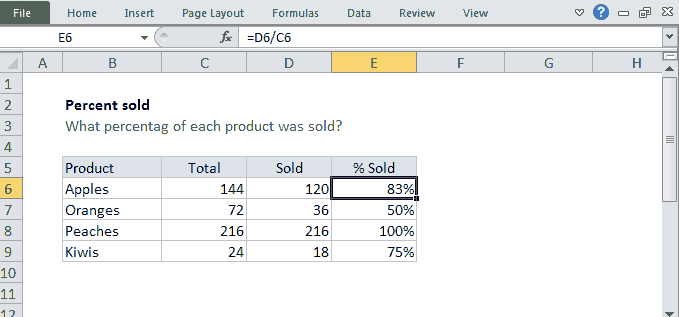 File Home Insert Page Layout Formulas Data Review View ?
E6 fx =D6/C6
A B C D E F G H
1
2 Percent sold
3 What percentag of each product was sold?
4
5 Product Total Sold % Sold
6 Apples 144 120 83%
7 Oranges 72 36 50%
8 Peaches 216 216 100%
9 Kiwis 24 18 75%
10
11
12